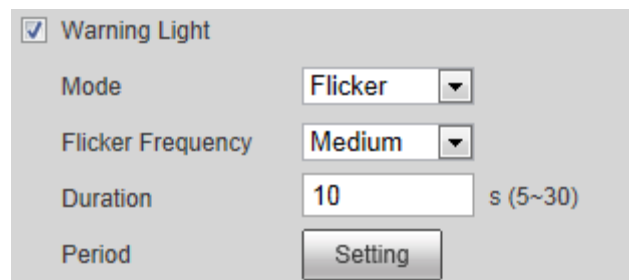 Warning Light
Mode Flicker
Flicker Frequency Medium
Duration 10 s (5~30)
Period Setting